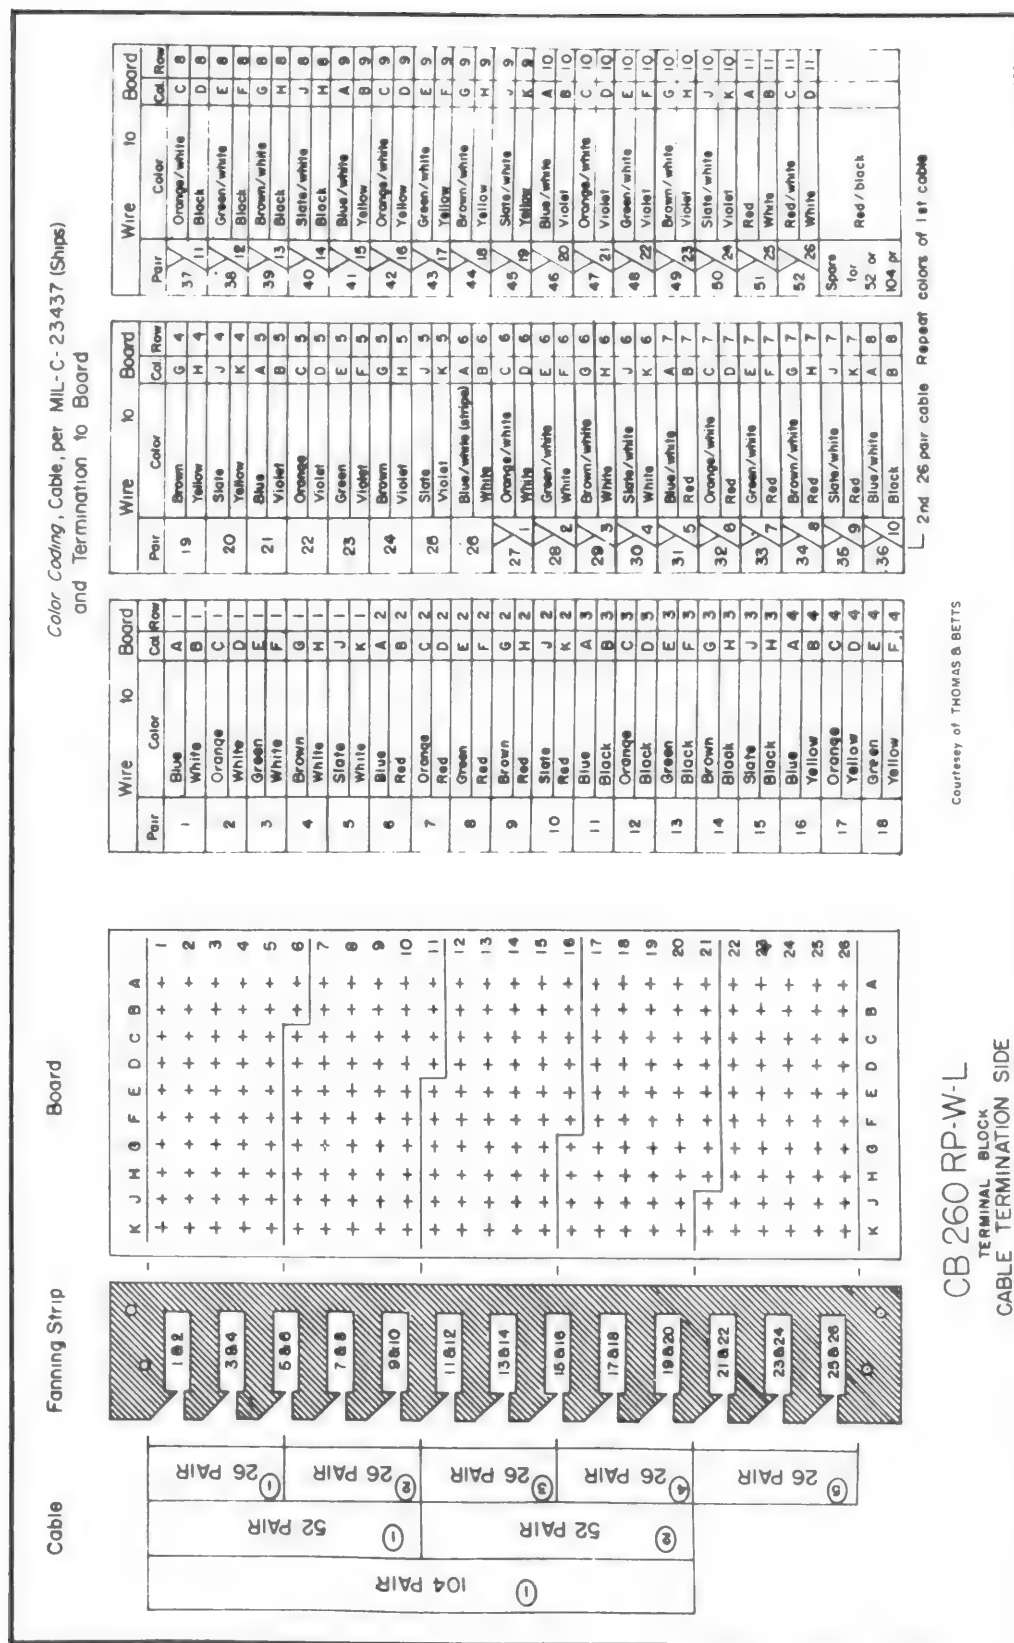 Color Coding, Cable, per MIL-C-23437 (Ships)
and Termination to Board
Cable Fanning Strip Board
104 PAIR 1
52 PAIR 1
52 PAIR 2
26 PAIR 1
26 PAIR 2
26 PAIR 3
26 PAIR 4
26 PAIR 5
1 & 2
3 & 4
5 & 6
7 & 8
9 & 10
11 & 12
13 & 14
15 & 16
17 & 18
19 & 20
21 & 22
23 & 24
25 & 26
K J H G F E D C B A
1
2
3
4
5
6
7
8
9
10
11
12
13
14
15
16
17
18
19
20
21
22
23
24
25
26
K J H G F E D C B A
CB 260 RP-W-L
TERMINAL BLOCK
CABLE TERMINATION SIDE
Wire to Board
Pair Color Col. Row
1 Blue A 1
White B 1
2 Orange C 1
White D 1
3 Green E 1
White F 1
4 Brown G 1
White H 1
5 Slate J 1
White K 1
6 Blue A 2
Red B 2
7 Orange C 2
Red D 2
8 Green E 2
Red F 2
9 Brown G 2
Red H 2
10 Slate J 2
Red K 2
11 Blue A 3
Black B 3
12 Orange C 3
Black D 3
13 Green E 3
Black F 3
14 Brown G 3
Black H 3
15 Slate J 3
Black H 3
16 Blue A 4
Yellow B 4
17 Orange C 4
Yellow D 4
18 Green E 4
Yellow F 4
Wire to Board
Pair Color Col. Row
19 Brown G 4
Yellow H 4
20 Slate J 4
Yellow K 4
21 Blue A 5
Violet B 5
22 Orange C 5
Violet D 5
23 Green E 5
Violet F 5
24 Brown G 5
Violet H 5
25 Slate J 5
Violet K 5
26 Blue/white (stripe) A 6
White B 6
27 Orange/white C 6
1 White D 6
28 Green/white E 6
2 White F 6
29 Brown/white G 6
3 White H 6
30 Slate/white J 6
4 White K 6
31 Blue/white A 7
5 Red B 7
32 Orange/white C 7
6 Red D 7
33 Green/white E 7
7 Red F 7
34 Brown/white G 7
8 Red H 7
35 Slate/white J 7
9 Red K 7
36 Blue/white A 8
10 Black B 8
2nd 26 pair cable Repeat colors of 1st cable
Wire to Board
Pair Color Col. Row
37 Orange/white C 8
11 Black D 8
38 Green/white E 8
12 Black F 8
39 Brown/white G 8
13 Black H 8
40 Slate/white J 8
14 Black H 8
41 Blue/white A 9
15 Yellow B 9
42 Orange/white C 9
16 Yellow D 9
43 Green/white E 9
17 Yellow F 9
44 Brown/white G 9
18 Yellow H 9
45 Slate/white J 9
19 Yellow K 9
46 Blue/white A 10
20 Violet B 10
47 Orange/white C 10
21 Violet D 10
48 Green/white E 10
22 Violet F 10
49 Brown/white G 10
23 Violet H 10
50 Slate/white J 10
24 Violet K 10
51 Red A 11
25 White B 11
52 Red/white C 11
26 White D 11
Spare
for
52 or
104 pr
Red/black
Courtesey of THOMAS & BETTS